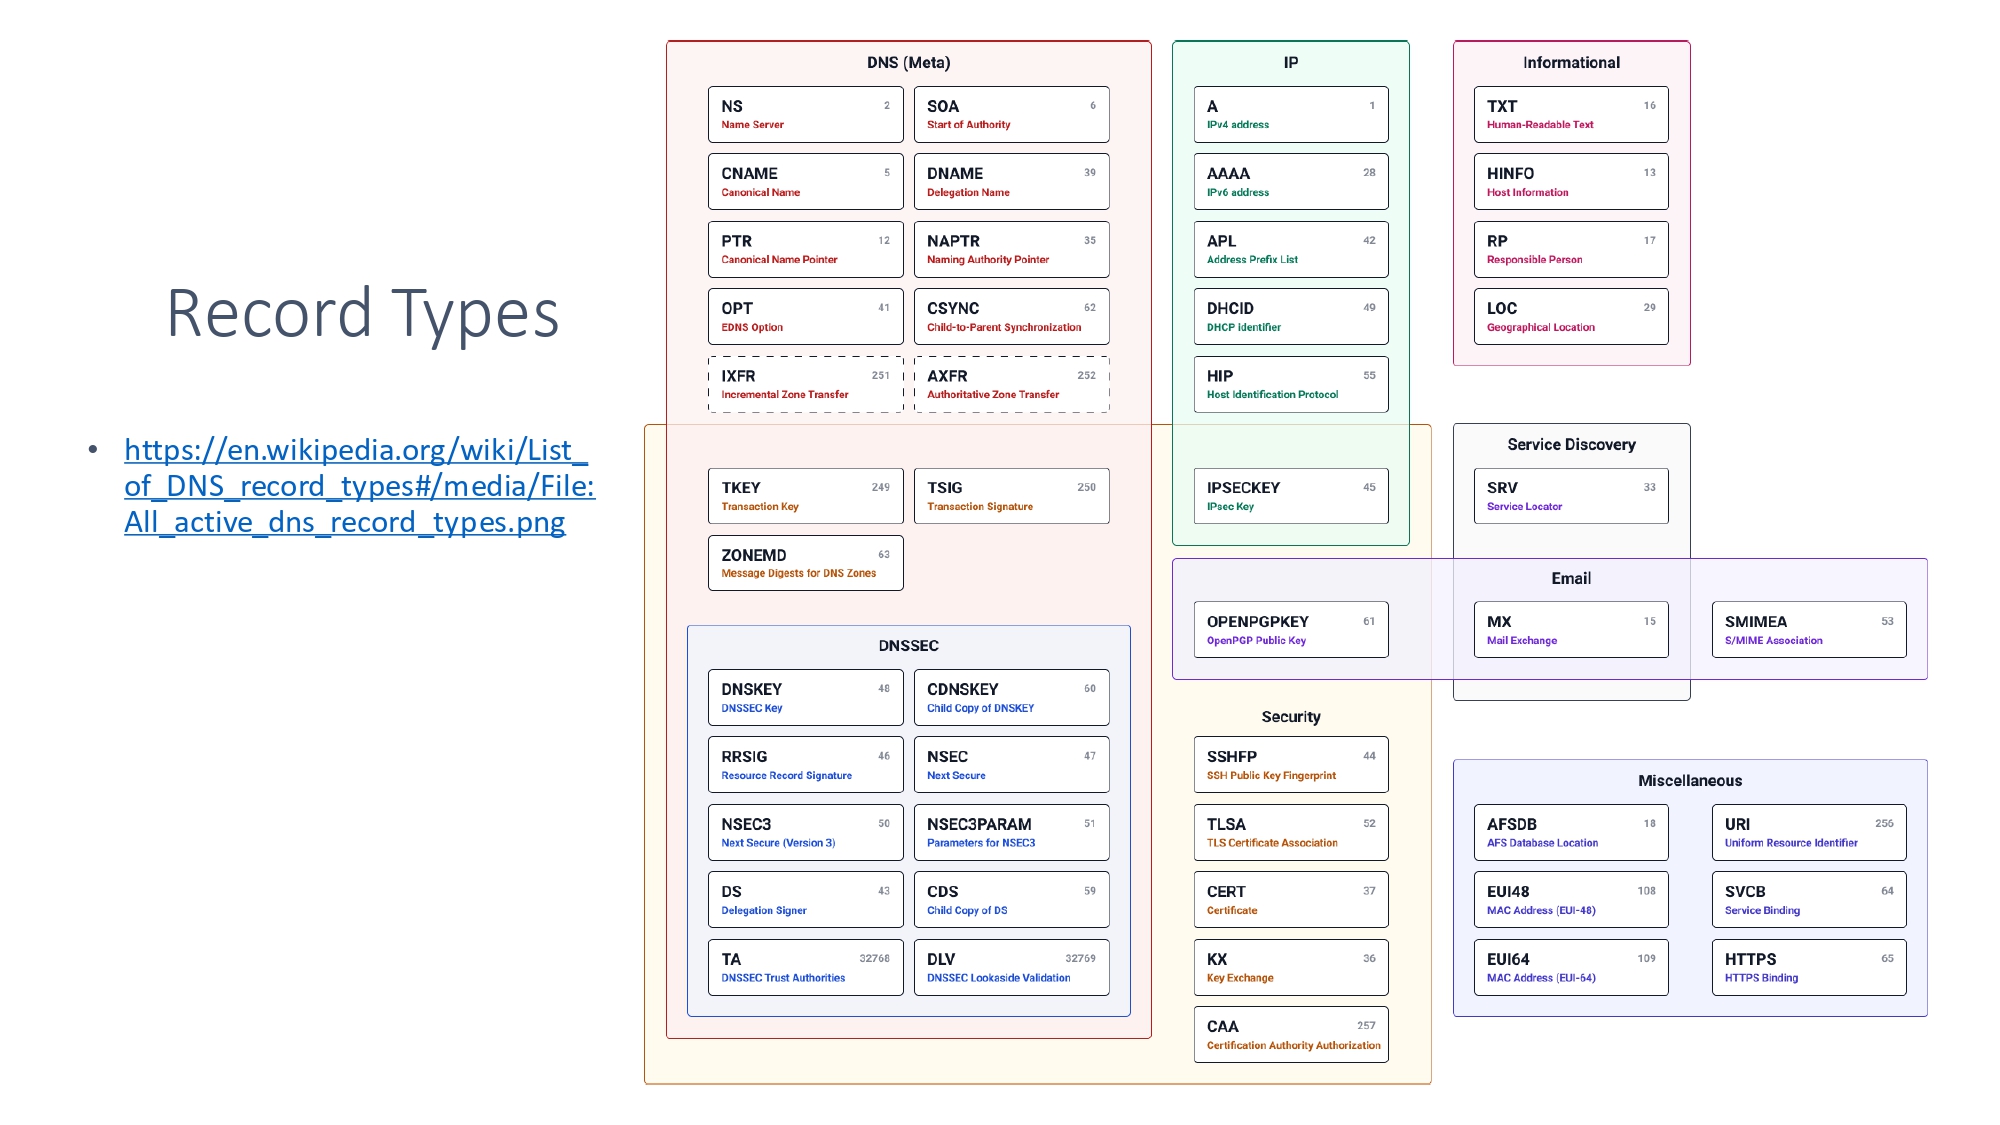 Record Types
• https://en.wikipedia.org/wiki/List_
of_DNS_record_types#/media/File:
All_active_dns_record_types.png
DNS (Meta)
NS 2
Name Server
SOA 6
Start of Authority
CNAME 5
Canonical Name
DNAME 39
Delegation Name
PTR 12
Canonical Name Pointer
NAPTR 35
Naming Authority Pointer
OPT 41
EDNS Option
CSYNC 62
Child-to-Parent Synchronization
IXFR 251
Incremental Zone Transfer
AXFR 252
Authoritative Zone Transfer
TKEY 249
Transaction Key
TSIG 250
Transaction Signature
ZONEMD 63
Message Digests for DNS Zones
DNSSEC
DNSKEY 48
DNSSEC Key
CDNSKEY 60
Child Copy of DNSKEY
RRSIG 46
Resource Record Signature
NSEC 47
Next Secure
NSEC3 50
Next Secure (Version 3)
NSEC3PARAM 51
Parameters for NSEC3
DS 43
Delegation Signer
CDS 59
Child Copy of DS
TA 32768
DNSSEC Trust Authorities
DLV 32769
DNSSEC Lookaside Validation
IP
A 1
IPv4 address
AAAA 28
IPv6 address
APL 42
Address Prefix List
DHCID 49
DHCP identifier
HIP 55
Host Identification Protocol
IPSECKEY 45
IPsec Key
Informational
TXT 16
Human-Readable Text
HINFO 13
Host Information
RP 17
Responsible Person
LOC 29
Geographical Location
Service Discovery
SRV 33
Service Locator
Email
OPENPGPKEY 61
OpenPGP Public Key
MX 15
Mail Exchange
SMIMEA 53
S/MIME Association
Security
SSHFP 44
SSH Public Key Fingerprint
TLSA 52
TLS Certificate Association
CERT 37
Certificate
KX 36
Key Exchange
CAA 257
Certification Authority Authorization
Miscellaneous
AFSDB 18
AFS Database Location
URI 256
Uniform Resource Identifier
EUI48 108
MAC Address (EUI-48)
SVCB 64
Service Binding
EUI64 109
MAC Address (EUI-64)
HTTPS 65
HTTPS Binding